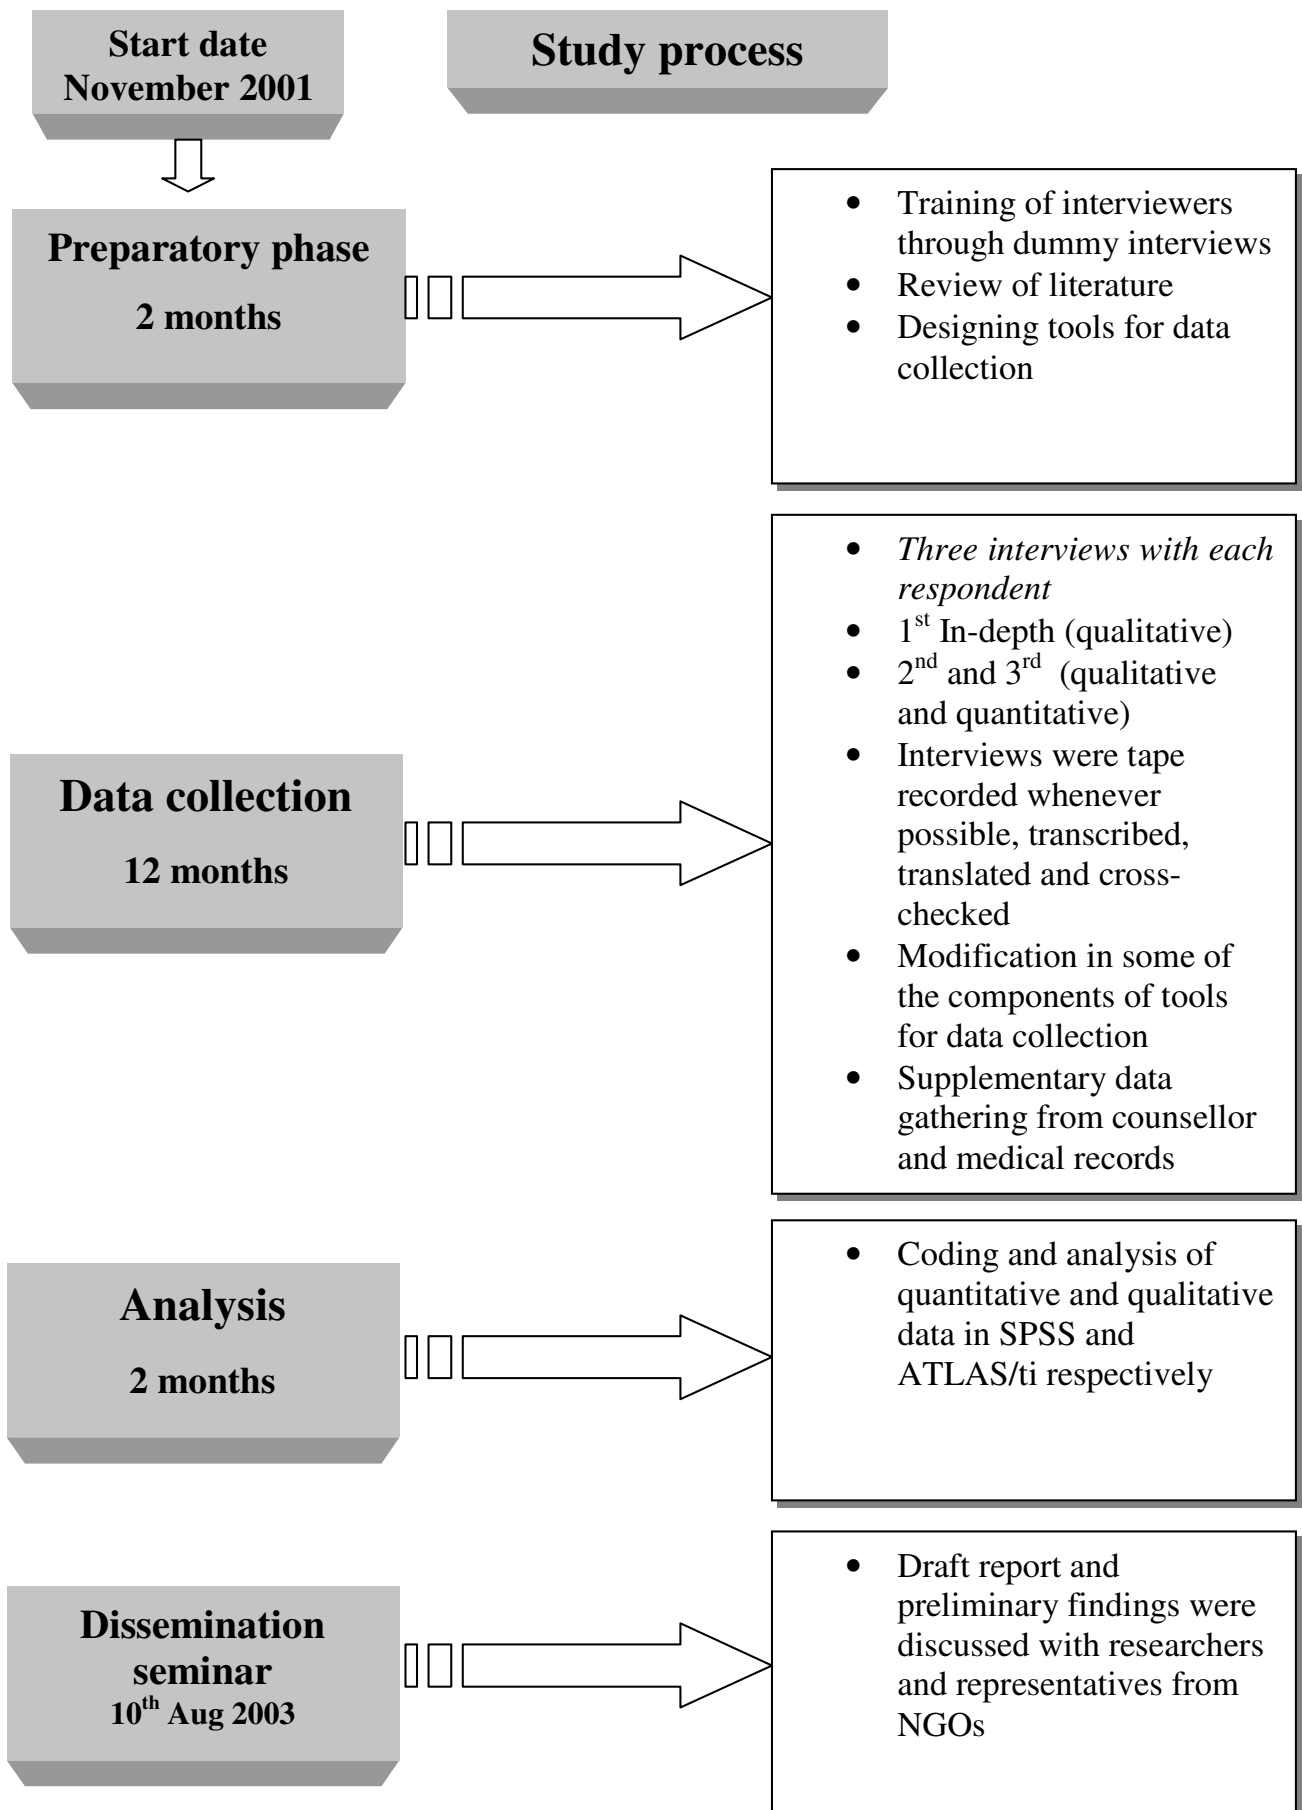 Start date
November 2001
Study process
Preparatory phase
2 months
• Training of interviewers
through dummy interviews
• Review of literature
• Designing tools for data
collection
Data collection
12 months
• Three interviews with each
respondent
• 1st In-depth (qualitative)
• 2nd and 3rd (qualitative
and quantitative)
• Interviews were tape
recorded whenever
possible, transcribed,
translated and cross-
checked
• Modification in some of
the components of tools
for data collection
• Supplementary data
gathering from counsellor
and medical records
Analysis
2 months
• Coding and analysis of
quantitative and qualitative
data in SPSS and
ATLAS/ti respectively
Dissemination
seminar
10th Aug 2003
• Draft report and
preliminary findings were
discussed with researchers
and representatives from
NGOs